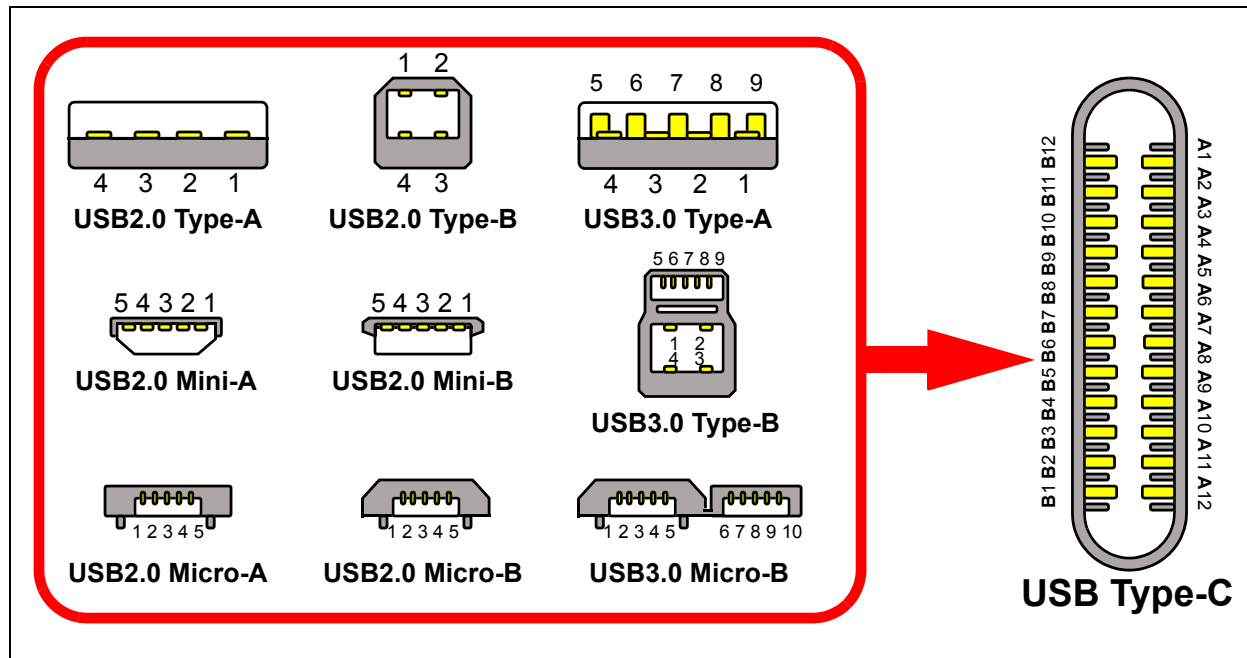 1 2
5 6 7 8 9
4 3 2 1
4 3
4 3 2 1
USB2.0 Type-A
USB2.0 Type-B
USB3.0 Type-A
5 4 3 2 1
5 4 3 2 1
5 6 7 8 9
1 2
4 3
USB2.0 Mini-A
USB2.0 Mini-B
USB3.0 Type-B
1 2 3 4 5
1 2 3 4 5
1 2 3 4 5
6 7 8 9 10
USB2.0 Micro-A
USB2.0 Micro-B
USB3.0 Micro-B
B1 B2 B3 B4 B5 B6 B7 B8 B9 B10 B11 B12
A1 A2 A3 A4 A5 A6 A7 A8 A9 A10 A11 A12
USB Type-C